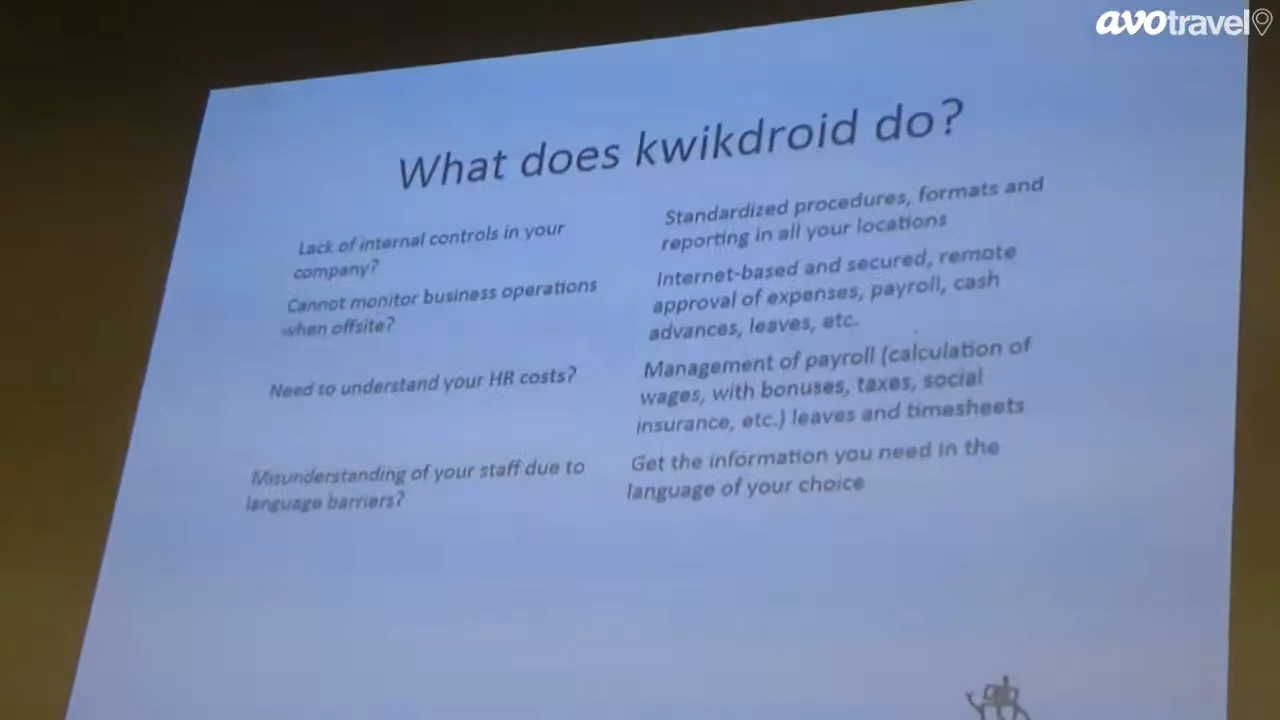 avotravel
What does kwikdroid do?
Lack of internal controls in your
company?
Standardized procedures, formats and
reporting in all your locations
Cannot monitor business operations
when offsite?
Internet-based and secured, remote
approval of expenses, payroll, cash
advances, leaves, etc.
Need to understand your HR costs?
Management of payroll (calculation of
wages, with bonuses, taxes, social
insurance, etc.) leaves and timesheets
Misunderstanding of your staff due to
language barriers?
Get the information you need in the
language of your choice